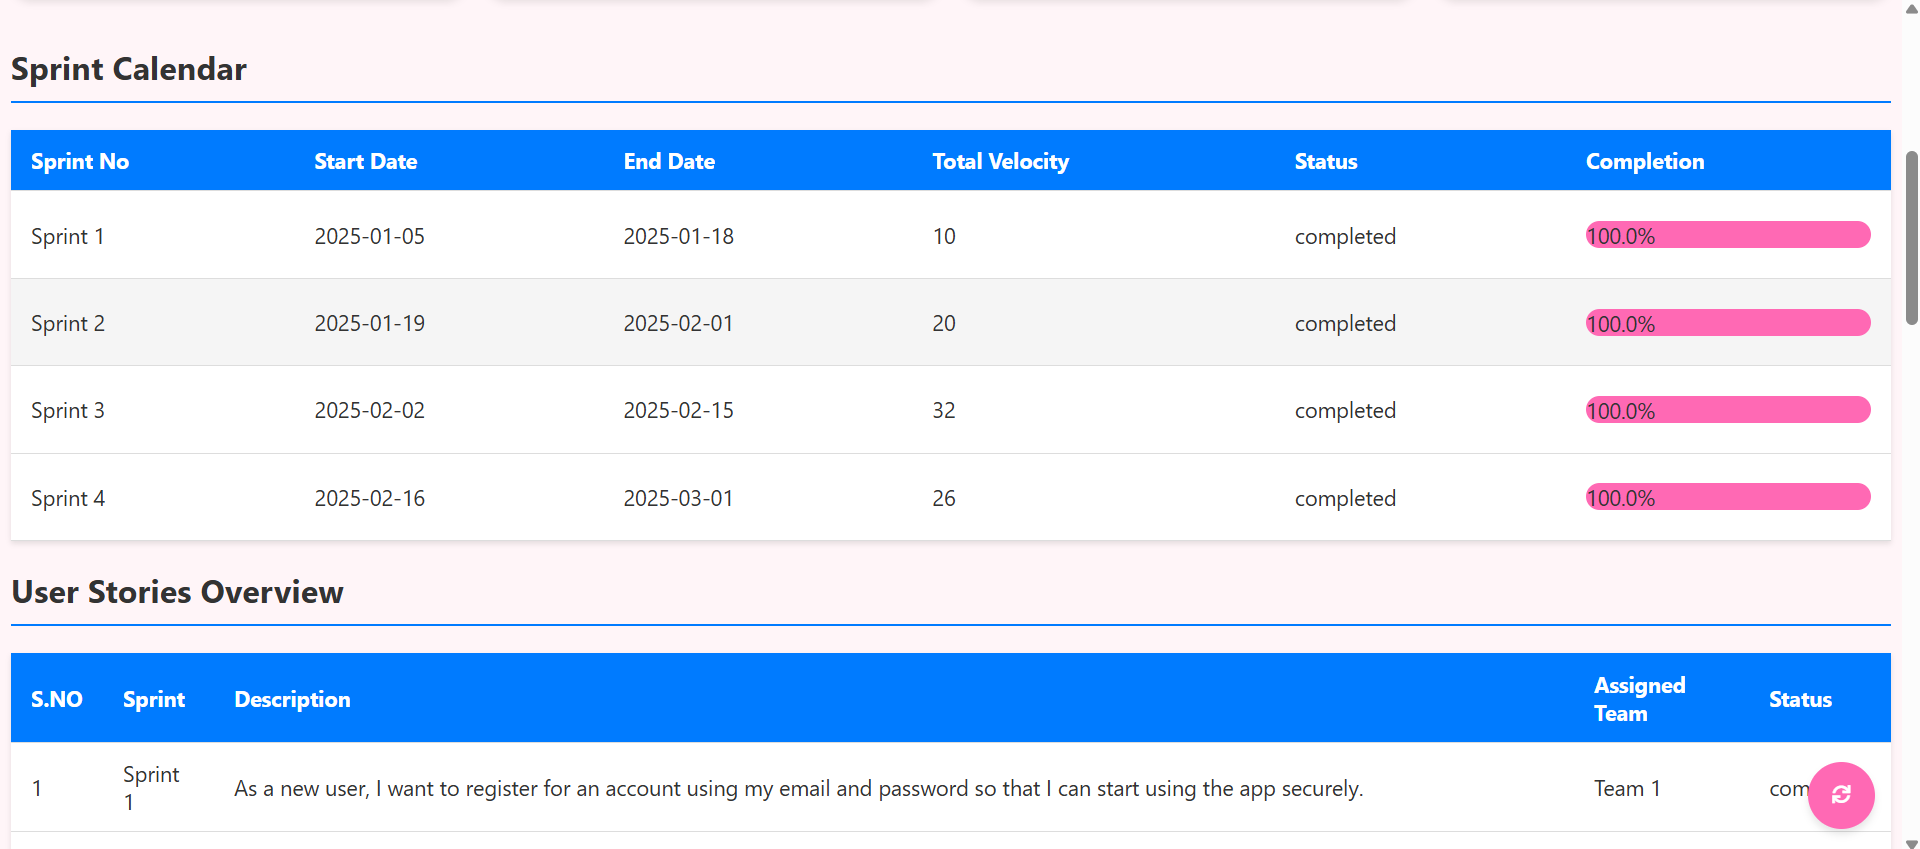 Sprint Calendar
Sprint No Start Date End Date Total Velocity Status Completion
Sprint 1 2025-01-05 2025-01-18 10 completed 100.0%
Sprint 2 2025-01-19 2025-02-01 20 completed 100.0%
Sprint 3 2025-02-02 2025-02-15 32 completed 100.0%
Sprint 4 2025-02-16 2025-03-01 26 completed 100.0%
User Stories Overview
S.NO Sprint Description Assigned Team Status
1 Sprint 1 As a new user, I want to register for an account using my email and password so that I can start using the app securely. Team 1 com